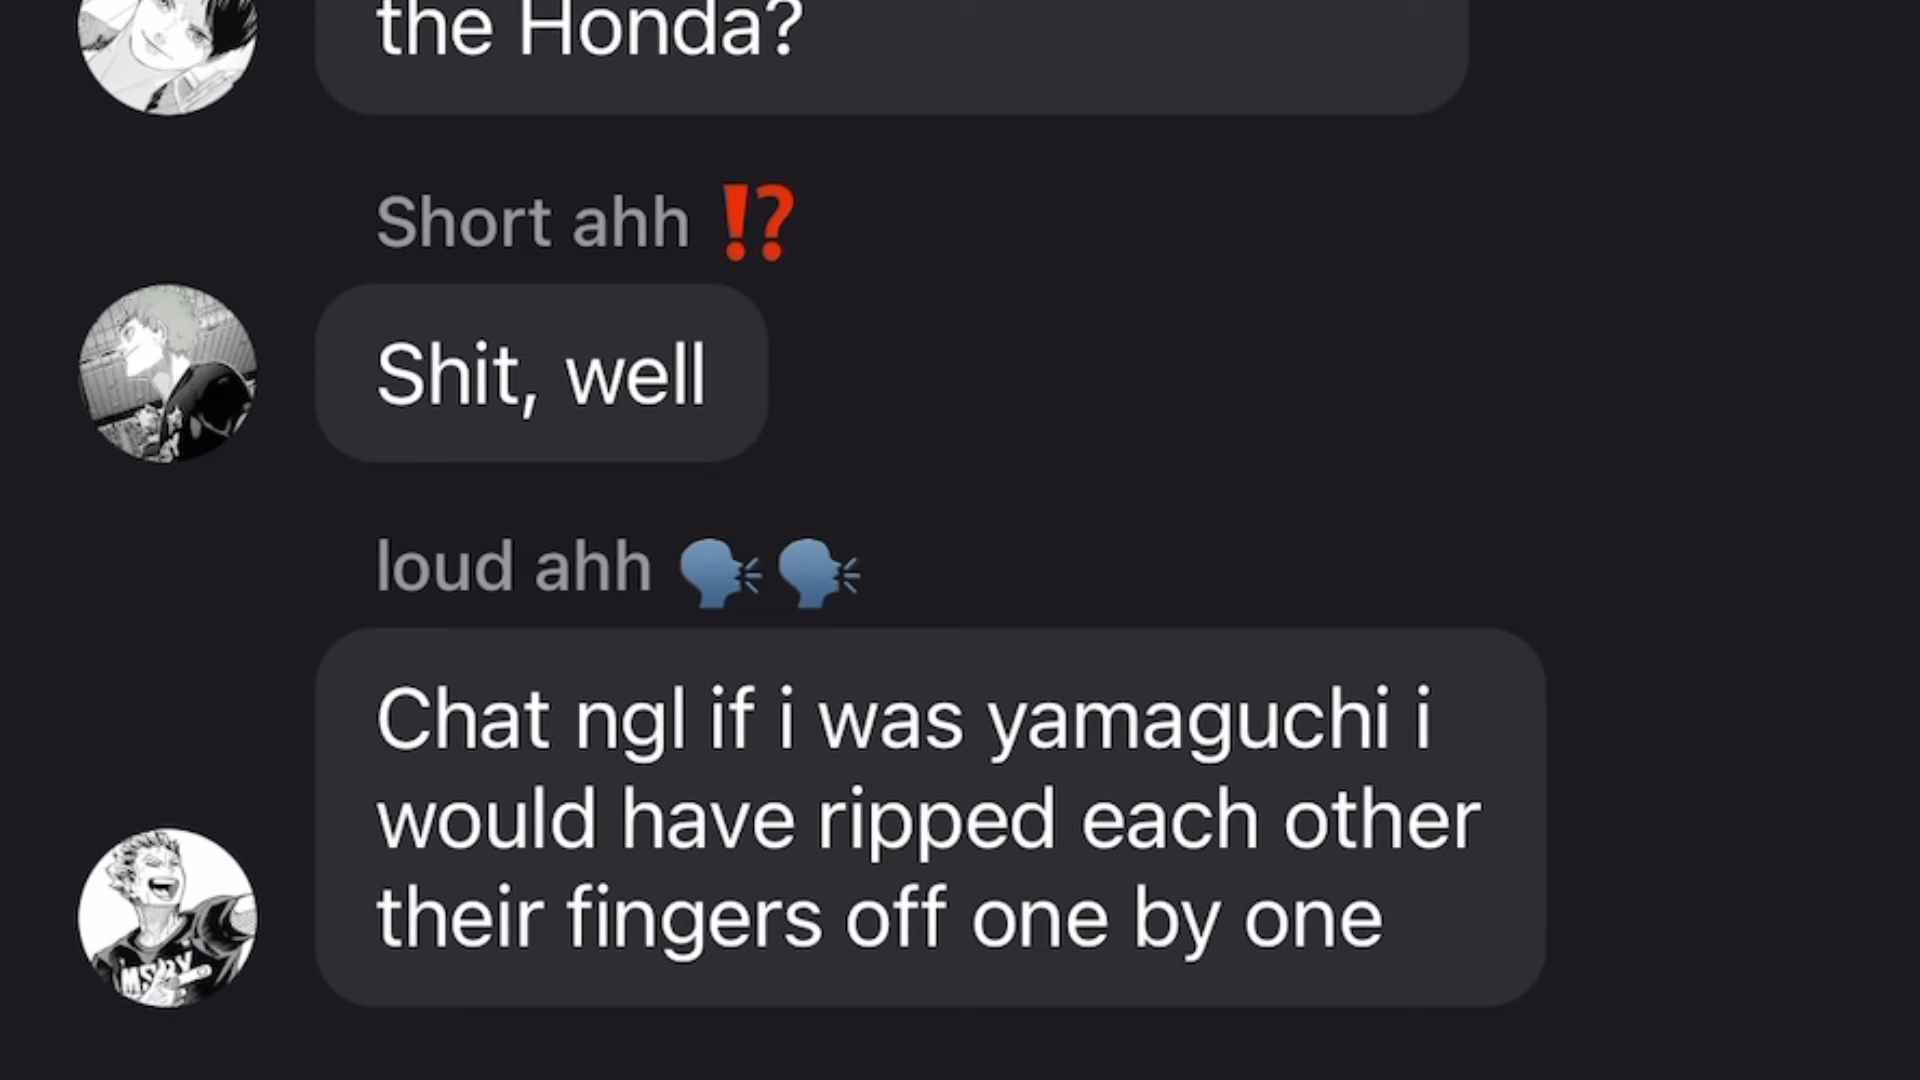 the Honda?
Short ahh ⁉️
Shit, well
loud ahh 🗣️🗣️
Chat ngl if i was yamaguchi i
would have ripped each other
their fingers off one by one
MSBY